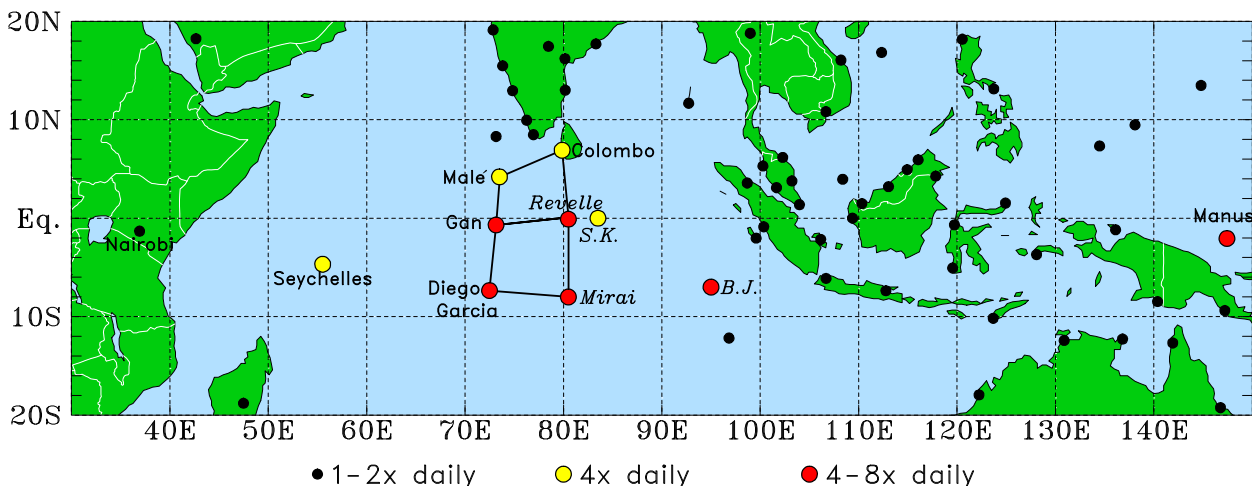 20N
10N
Eq.
10S
20S
Colombo
Malé
Revelle
Gan
S.K.
Manus
Nairobi
Seychelles
Diego
Garcia
Mirai
B.J.
40E 50E 60E 70E 80E 90E 100E 110E 120E 130E 140E
1-2x daily 4x daily 4-8x daily